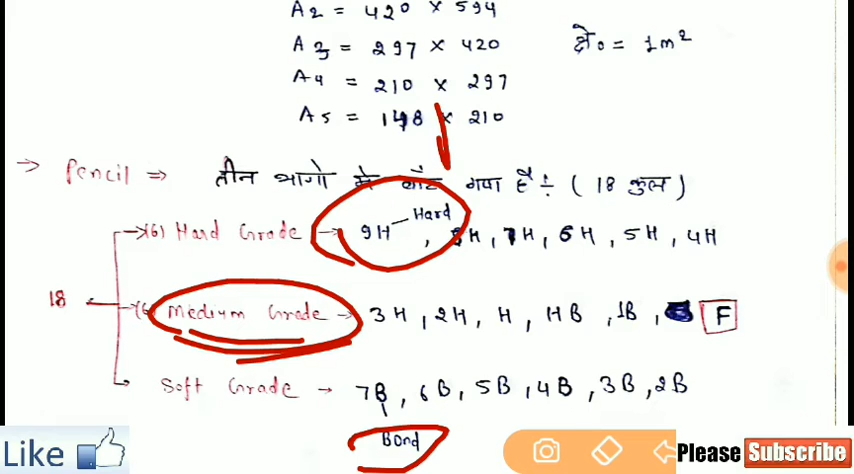 A2 = 420 × 594
A3 = 297 × 420
क्षे० = 1m²
A4 = 210 × 297
A5 = 148 × 210
→ Pencil ⇒ तीन भागो मे बाँटा गया है ÷ ( 18 कुल )
→(6) Hard Grade → 9H — Hard , 8H , 7H , 6H , 5H , 4H
18 (6) Medium Grade → 3H , 2H , H , HB , 1B , F
Soft Grade → 7B , 6B , 5B , 4B , 3B , 2B
Bond
Like
Please Subscribe